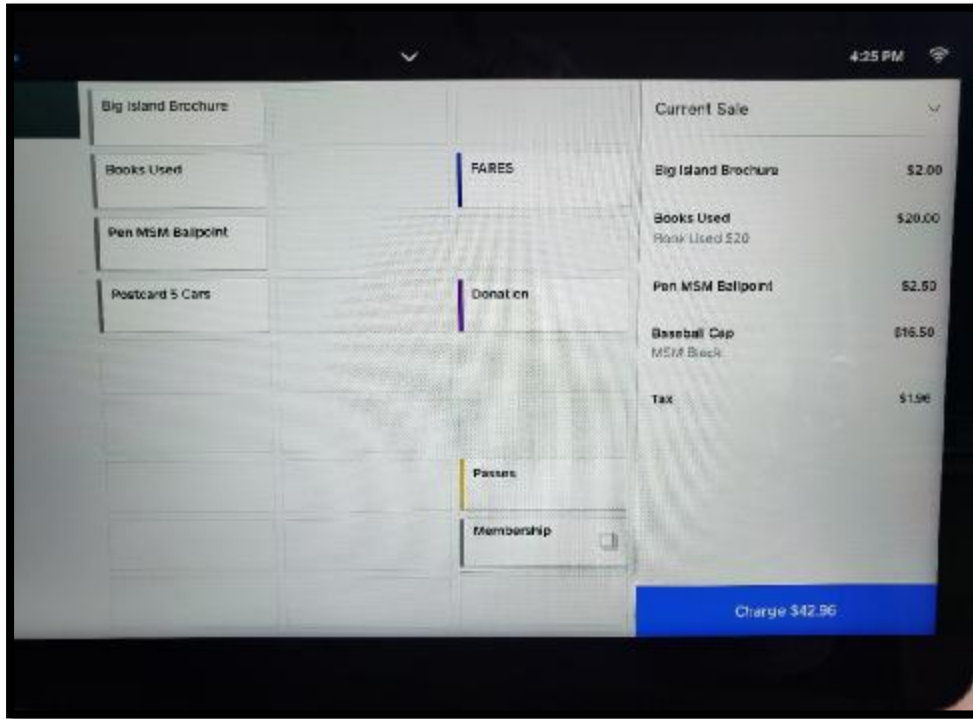 4:25 PM
Big Island Brochure
Books Used
Pen MSM Ballpoint
Postcard 5 Cars
FARES
Donation
Passes
Membership
Current Sale
Big Island Brochure $2.00
Books Used $20.00
Book Used $20
Pen MSM Ballpoint $2.50
Baseball Cap $16.50
MSM Black
Tax $1.96
Charge $42.96